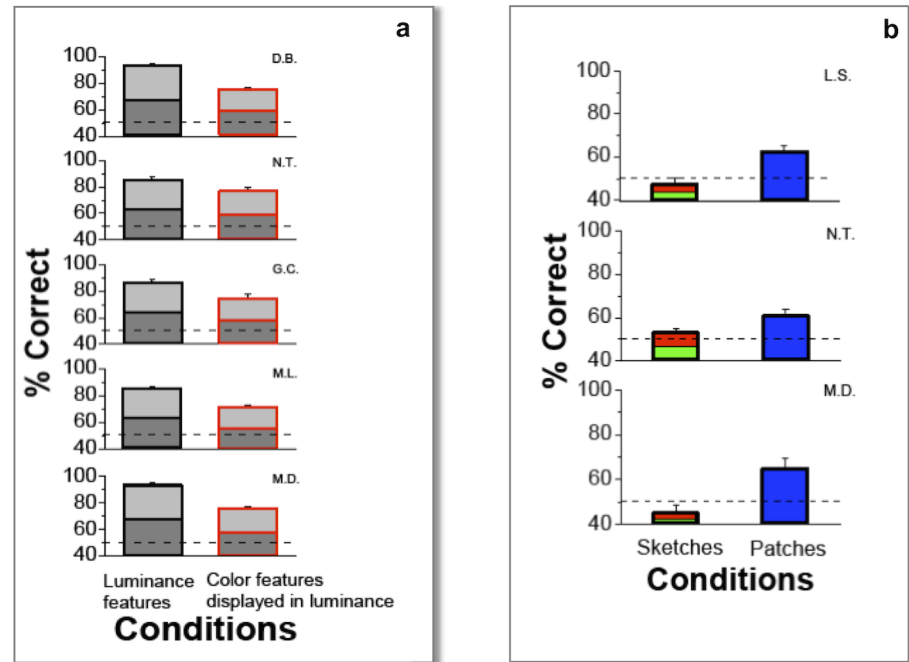 a
D.B.
100
80
60
40
N.T.
100
80
60
40
G.C.
100
80
60
40
M.L.
100
80
60
40
M.D.
100
80
60
40
% Correct
Luminance features
Color features displayed in luminance
Conditions
b
L.S.
100
60
40
N.T.
100
80
60
40
M.D.
100
80
60
40
% Correct
Sketches Patches
Conditions